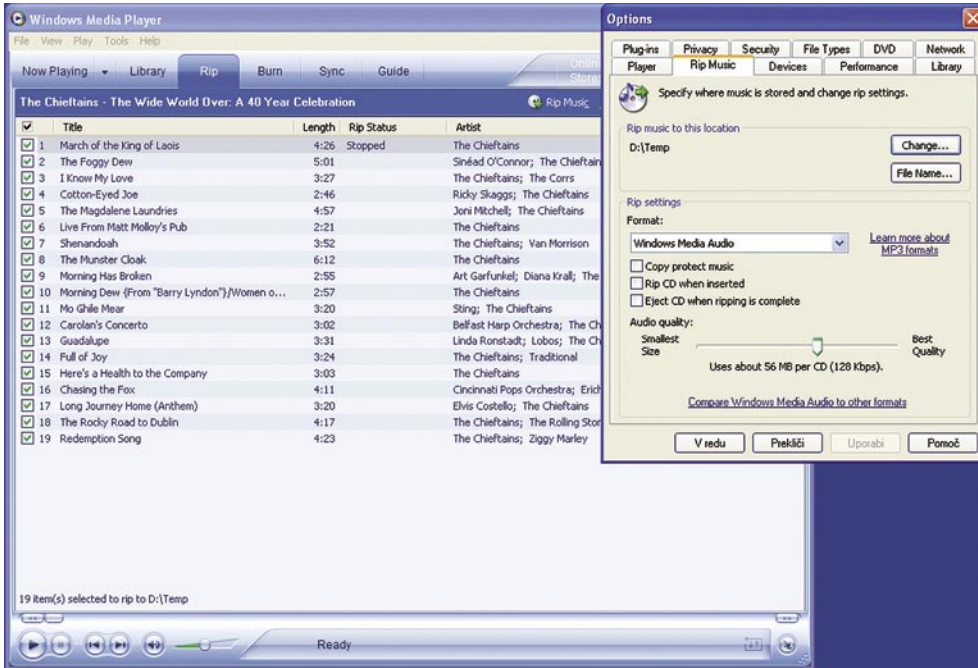 Windows Media Player
File View Play Tools Help
Now Playing Library Rip Burn Sync Guide
The Chieftains - The Wide World Over: A 40 Year Celebration Rip Music
Title Length Rip Status Artist
1 March of the King of Laois 4:26 Stopped The Chieftains
2 The Foggy Dew 5:01 Sinéad O'Connor; The Chieftain
3 I Know My Love 3:27 The Chieftains; The Corrs
4 Cotton-Eyed Joe 2:46 Ricky Skaggs; The Chieftains
5 The Magdalene Laundries 4:57 Joni Mitchell; The Chieftains
6 Live From Matt Molloy's Pub 2:21 The Chieftains
7 Shenandoah 3:52 The Chieftains; Van Morrison
8 The Munster Cloak 6:12 The Chieftains
9 Morning Has Broken 2:55 Art Garfunkel; Diana Krall; The
10 Morning Dew {From "Barry Lyndon"}/Women o... 2:57 The Chieftains
11 Mo Ghile Mear 3:20 Sting; The Chieftains
12 Carolan's Concerto 3:02 Belfast Harp Orchestra; The Ch
13 Guadalupe 3:31 Linda Ronstadt; Lobos; The Ch
14 Full of Joy 3:24 The Chieftains; Traditional
15 Here's a Health to the Company 3:03 The Chieftains
16 Chasing the Fox 4:11 Cincinnati Pops Orchestra; Erich
17 Long Journey Home (Anthem) 3:20 Elvis Costello; The Chieftains
18 The Rocky Road to Dublin 4:17 The Chieftains; The Rolling Ston
19 Redemption Song 4:23 The Chieftains; Ziggy Marley
19 item(s) selected to rip to D:\Temp
Ready
Options
Plug-ins Privacy Security File Types DVD Network
Player Rip Music Devices Performance Library
Specify where music is stored and change rip settings.
Rip music to this location
D:\Temp Change...
File Name...
Rip settings
Format:
Windows Media Audio Learn more about
MP3 formats
Copy protect music
Rip CD when inserted
Eject CD when ripping is complete
Audio quality:
Smallest Best
Size Quality
Uses about 56 MB per CD (128 Kbps).
Compare Windows Media Audio to other formats
V redu Prekliči Uporabi Pomoč